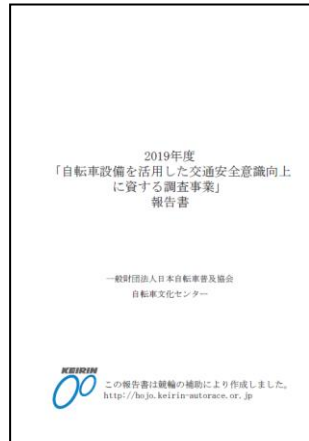 2019年度
「自転車設備を活用した交通安全意識向上
に資する調査事業」
報告書
一般財団法人日本自転車普及協会
自転車文化センター
KEIRIN
この報告書は競輪の補助により作成しました。
http://hojo.keirin-autorace.or.jp